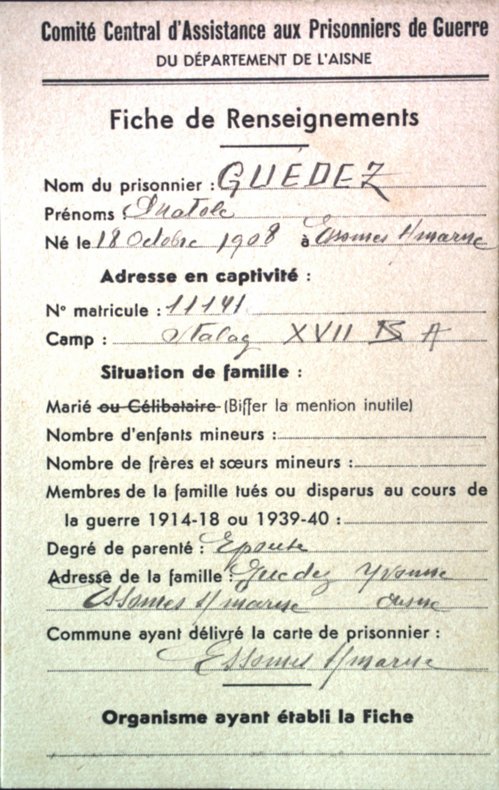 Comité Central d'Assistance aux Prisonniers de Guerre
DU DÉPARTEMENT DE L'AISNE
Fiche de Renseignements
Nom du prisonnier : GUÉDEZ
Prénoms : Anatole
Né le 18 Octobre 1908 à Essomes s/marne
Adresse en captivité :
N° matricule : 11141
Camp : Stalag XVII B A
Situation de famille :
Marié ou Célibataire (Biffer la mention inutile)
Nombre d'enfants mineurs :
Nombre de frères et sœurs mineurs :
Membres de la famille tués ou disparus au cours de
la guerre 1914-18 ou 1939-40 :
Degré de parenté : Epouse
Adresse de la famille : Guedez Yvonne
Essomes s/marne aisne
Commune ayant délivré la carte de prisonnier :
Essomes s/marne
Organisme ayant établi la Fiche